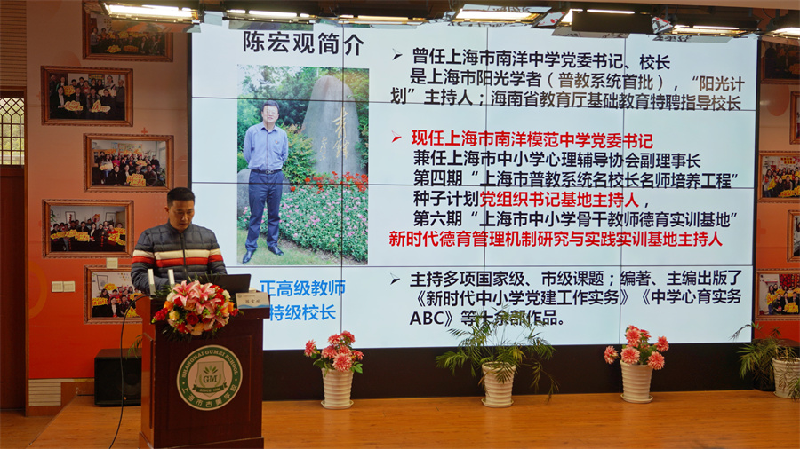 陈宏观简介
➢ 曾任上海市南洋中学党委书记、校长
是上海市阳光学者（普教系统首批），“阳光计
划”主持人；海南省教育厅基础教育特聘指导校长
➢ 现任上海市南洋模范中学党委书记
兼任上海市中小学心理辅导协会副理事长
第四期“上海市普教系统名校长名师培养工程”
种子计划党组织书记基地主持人，
第六期“上海市中小学骨干教师德育实训基地”
新时代德育管理机制研究与实践实训基地主持人
➢ 主持多项国家级、市级课题；编著、主编出版了
《新时代中小学党建工作实务》《中学心育实务
ABC》等十余部作品。
正高级教师
特级校长
GM